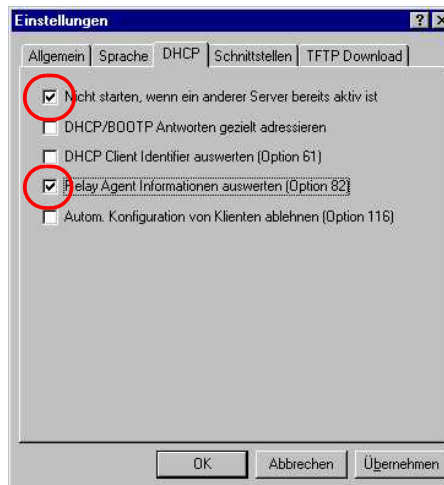 Einstellungen
Allgemein Sprache DHCP Schnittstellen TFTP Download
Nicht starten, wenn ein anderer Server bereits aktiv ist
DHCP/BOOTP Antworten gezielt adressieren
DHCP Client Identifier auswerten (Option 61)
Relay Agent Informationen auswerten (Option 82)
Autom. Konfiguration von Klienten ablehnen (Option 116)
OK Abbrechen Übernehmen